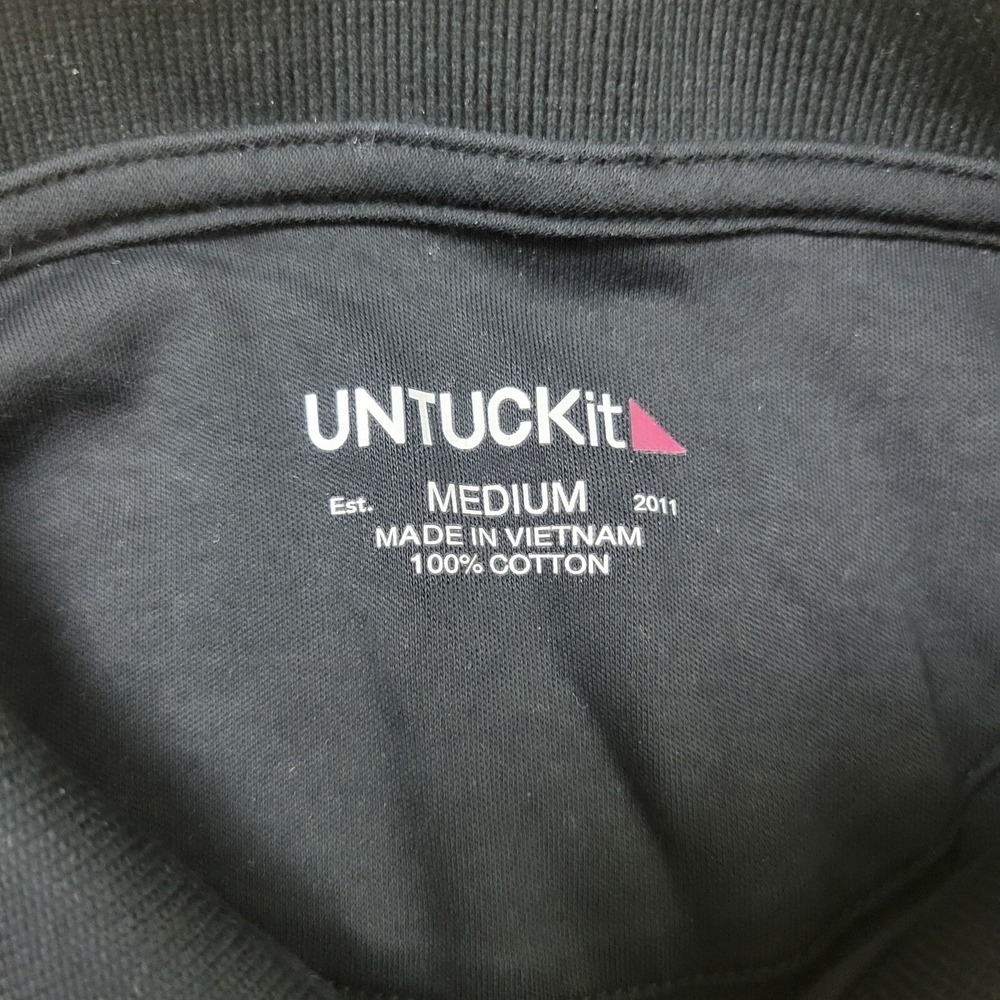 UNTUCKit
Est. MEDIUM 2011
MADE IN VIETNAM
100% COTTON